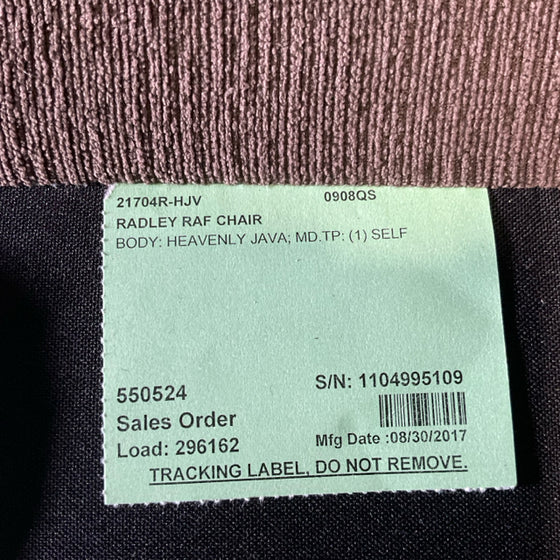 21704R-HJV 0908QS
RADLEY RAF CHAIR
BODY: HEAVENLY JAVA; MD.TP: (1) SELF
550524 S/N: 1104995109
Sales Order
Load: 296162 Mfg Date :08/30/2017
TRACKING LABEL, DO NOT REMOVE.